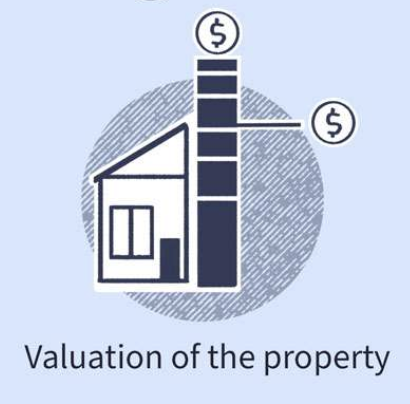 $
$
Valuation of the property